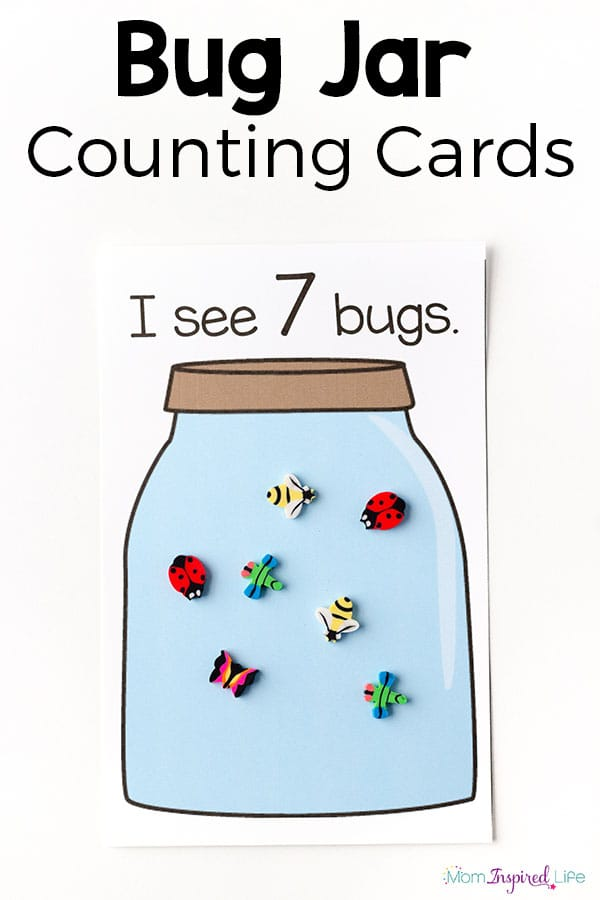 Bug Jar
Counting Cards
I see 7 bugs.
Mom Inspired Life